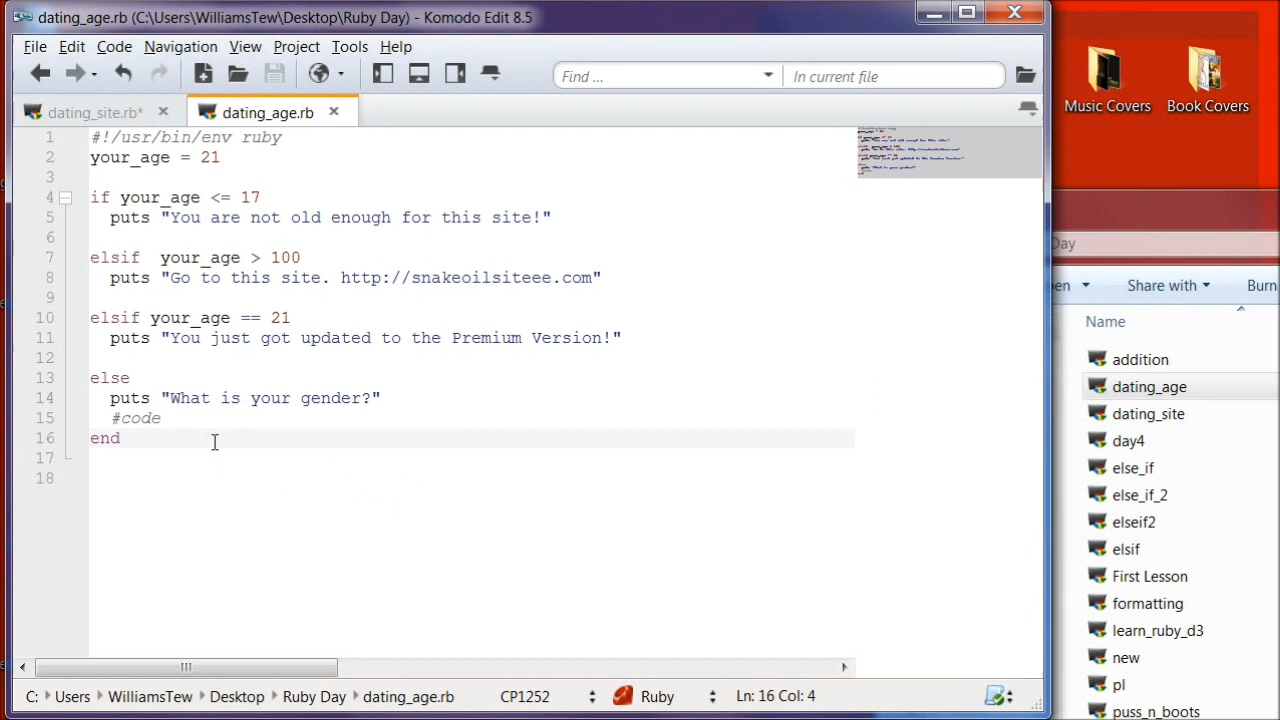 dating_age.rb (C:\Users\WilliamsTew\Desktop\Ruby Day) - Komodo Edit 8.5
File Edit Code Navigation View Project Tools Help
Find ... In current file
dating_site.rb* dating_age.rb
1 #!/usr/bin/env ruby
2 your_age = 21
3
4 if your_age <= 17
5 puts "You are not old enough for this site!"
6
7 elsif  your_age > 100
8 puts "Go to this site. http://snakeoilsiteee.com"
9
10 elsif your_age == 21
11 puts "You just got updated to the Premium Version!"
12
13 else
14 puts "What is your gender?"
15 #code
16 end
17
18
C: Users WilliamsTew Desktop Ruby Day dating_age.rb CP1252 Ruby Ln: 16 Col: 4
Music Covers Book Covers
Day
pen Share with Burn
Name
addition
dating_age
dating_site
day4
else_if
else_if_2
elseif2
elsif
First Lesson
formatting
learn_ruby_d3
new
pl
puss_n_boots